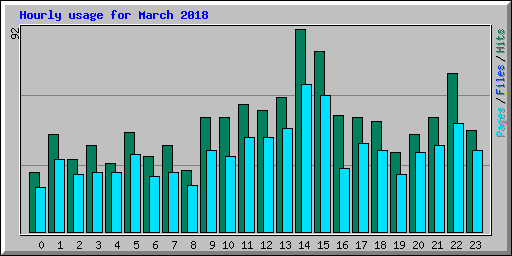 Hourly usage for March 2018
92
Pages/Files/Hits
0 1 2 3 4 5 6 7 8 9 10 11 12 13 14 15 16 17 18 19 20 21 22 23